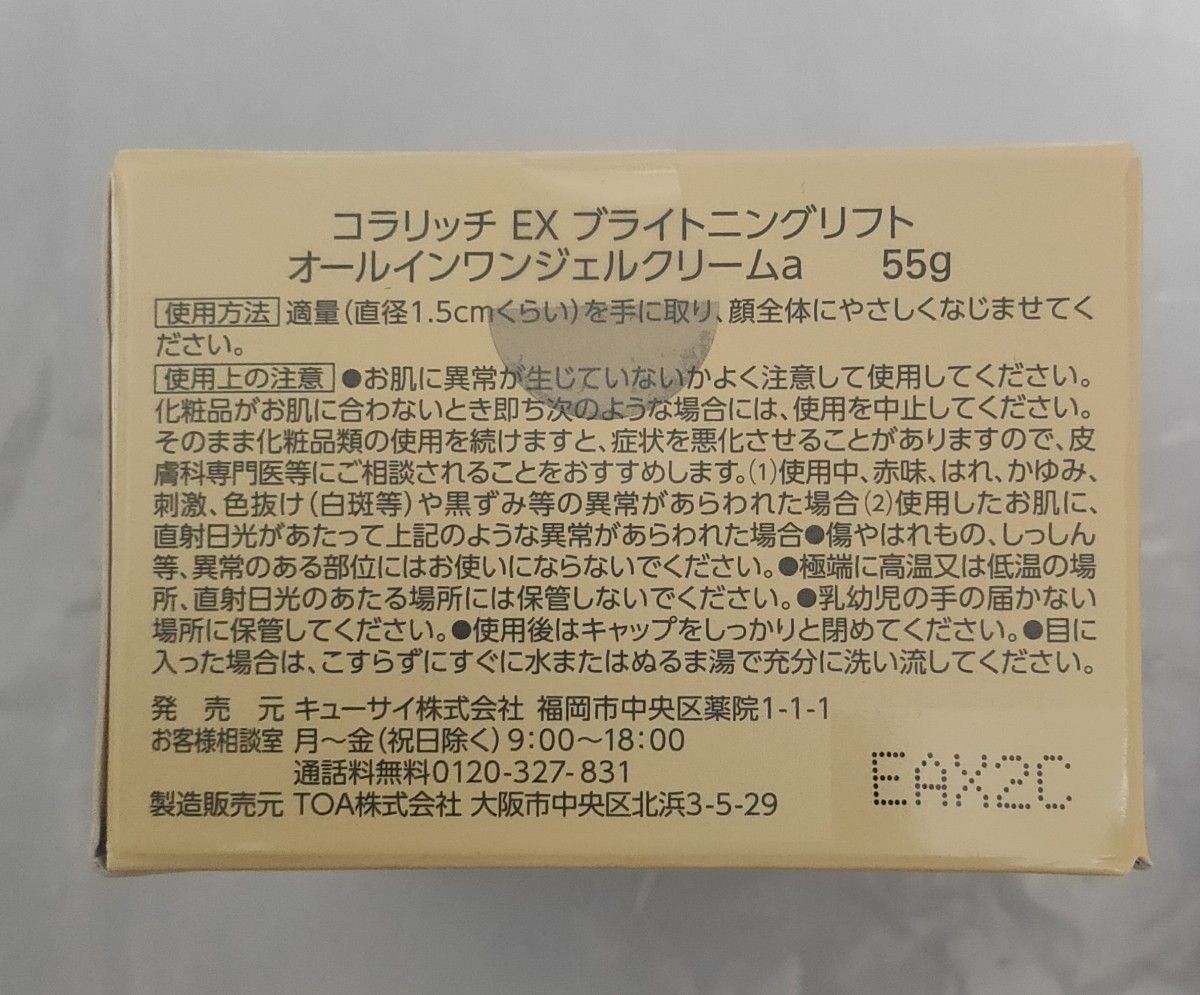 コラリッチ EX ブライトニングリフト
オールインワンジェルクリームa 55g
使用方法 適量(直径1.5cmくらい)を手に取り、顔全体にやさしくなじませてく
ださい。
使用上の注意 ●お肌に異常が生じていないかよく注意して使用してください。
化粧品がお肌に合わないとき即ち次のような場合には、使用を中止してください。
そのまま化粧品類の使用を続けますと、症状を悪化させることがありますので、皮
膚科専門医等にご相談されることをおすすめします。(1)使用中、赤味、はれ、かゆみ、
刺激、色抜け(白斑等)や黒ずみ等の異常があらわれた場合(2)使用したお肌に、
直射日光があたって上記のような異常があらわれた場合●傷やはれもの、しっしん
等、異常のある部位にはお使いにならないでください。●極端に高温又は低温の場
所、直射日光のあたる場所には保管しないでください。●乳幼児の手の届かない
場所に保管してください。●使用後はキャップをしっかりと閉めてください。●目に
入った場合は、こすらずにすぐに水またはぬるま湯で充分に洗い流してください。
発売元 キューサイ株式会社 福岡市中央区薬院1-1-1
お客様相談室 月～金(祝日除く)9:00～18:00
通話料無料0120-327-831
製造販売元 TOA株式会社 大阪市中央区北浜3-5-29
EAX2C